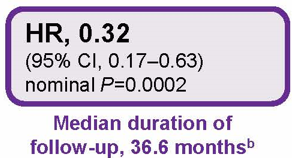 HR, 0.32
(95% CI, 0.17–0.63)
nominal P=0.0002
Median duration of
follow-up, 36.6 monthsᵇ